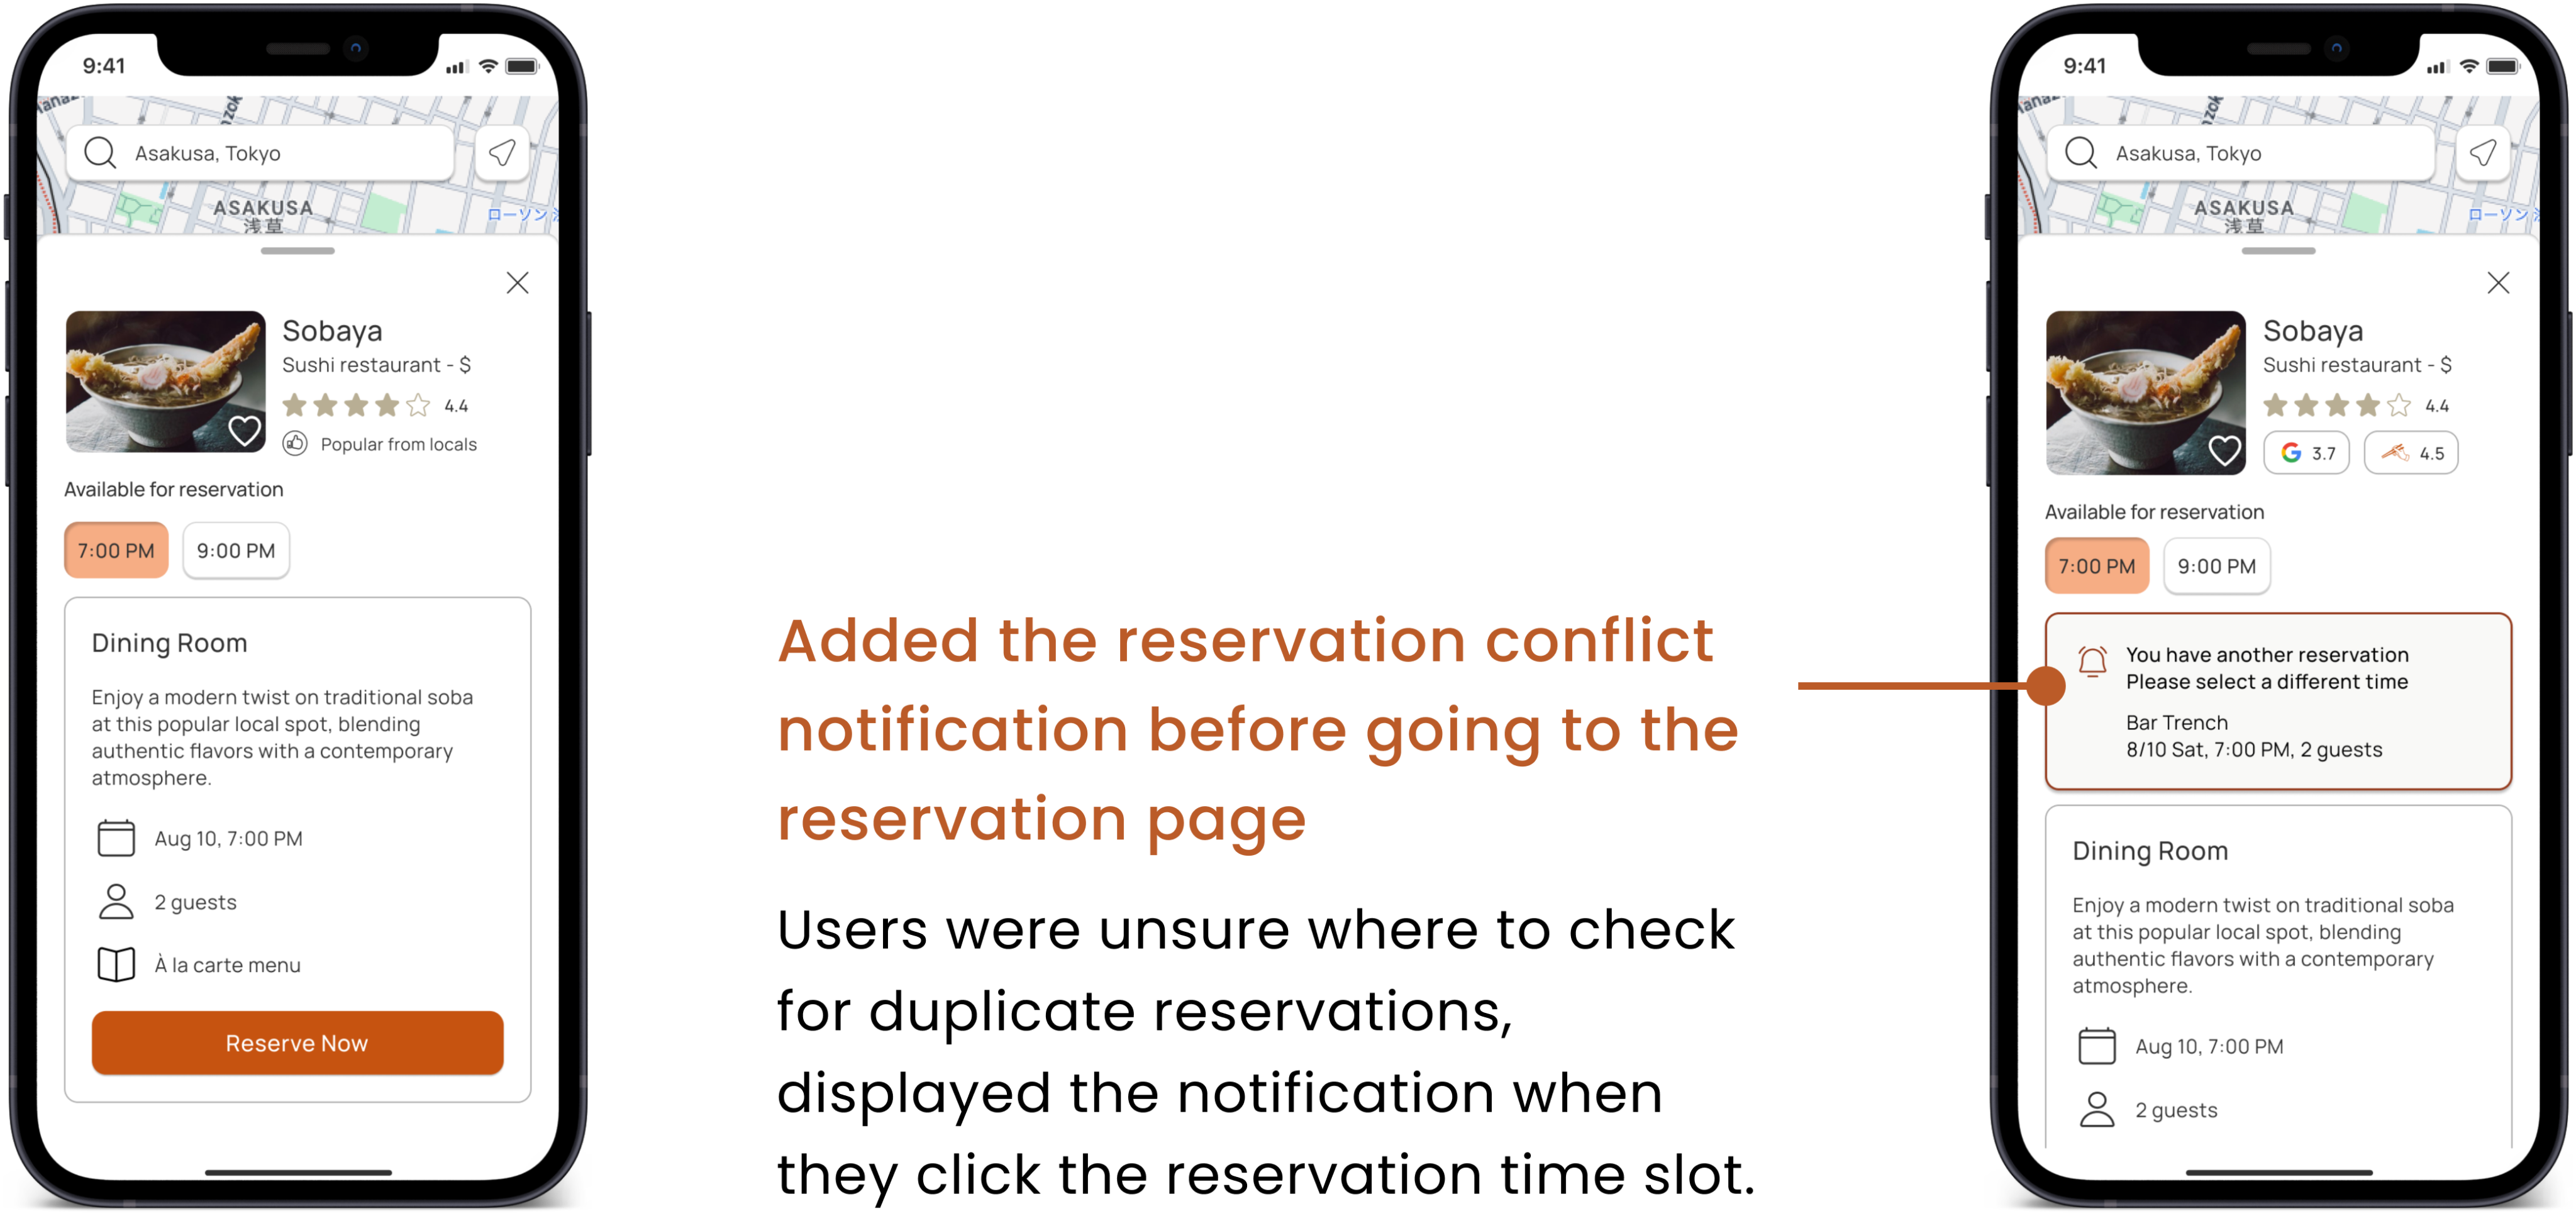 9:41
Asakusa, Tokyo
ASAKUSA
浅草
ローソン
Sobaya
Sushi restaurant - $
4.4
Popular from locals
Available for reservation
7:00 PM
9:00 PM
Dining Room
Enjoy a modern twist on traditional soba
at this popular local spot, blending
authentic flavors with a contemporary
atmosphere.
Aug 10, 7:00 PM
2 guests
À la carte menu
Reserve Now
Added the reservation conflict
notification before going to the
reservation page
Users were unsure where to check
for duplicate reservations,
displayed the notification when
they click the reservation time slot.
9:41
Asakusa, Tokyo
ASAKUSA
浅草
ローソン
Sobaya
Sushi restaurant - $
4.4
G 3.7
4.5
Available for reservation
7:00 PM
9:00 PM
You have another reservation
Please select a different time
Bar Trench
8/10 Sat, 7:00 PM, 2 guests
Dining Room
Enjoy a modern twist on traditional soba
at this popular local spot, blending
authentic flavors with a contemporary
atmosphere.
Aug 10, 7:00 PM
2 guests